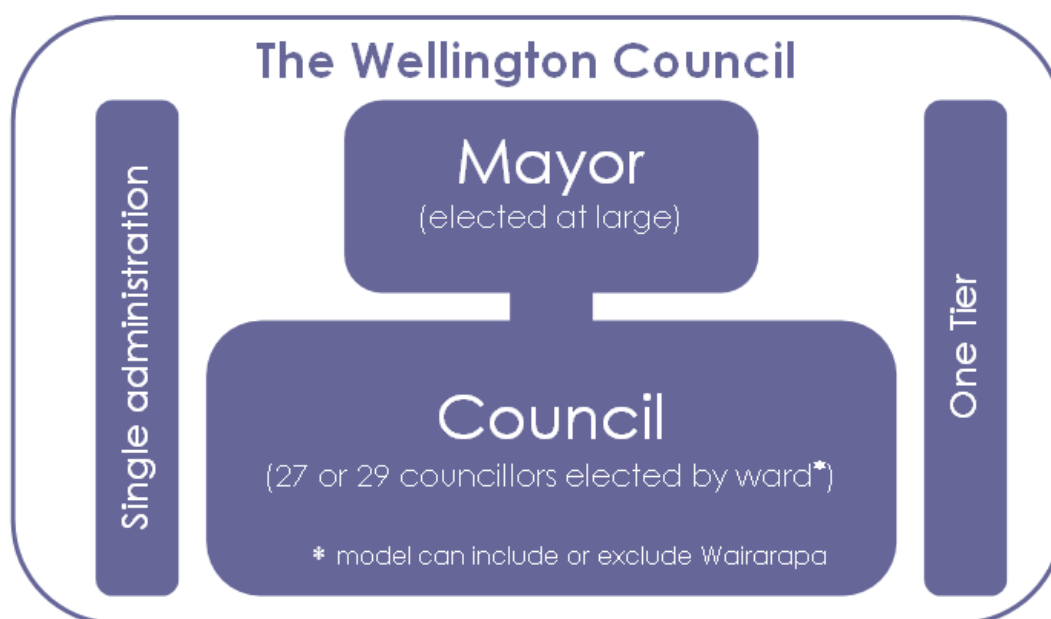 The Wellington Council
Single administration
Mayor
(elected at large)
Council
(27 or 29 councillors elected by ward*)
* model can include or exclude Wairarapa
One Tier